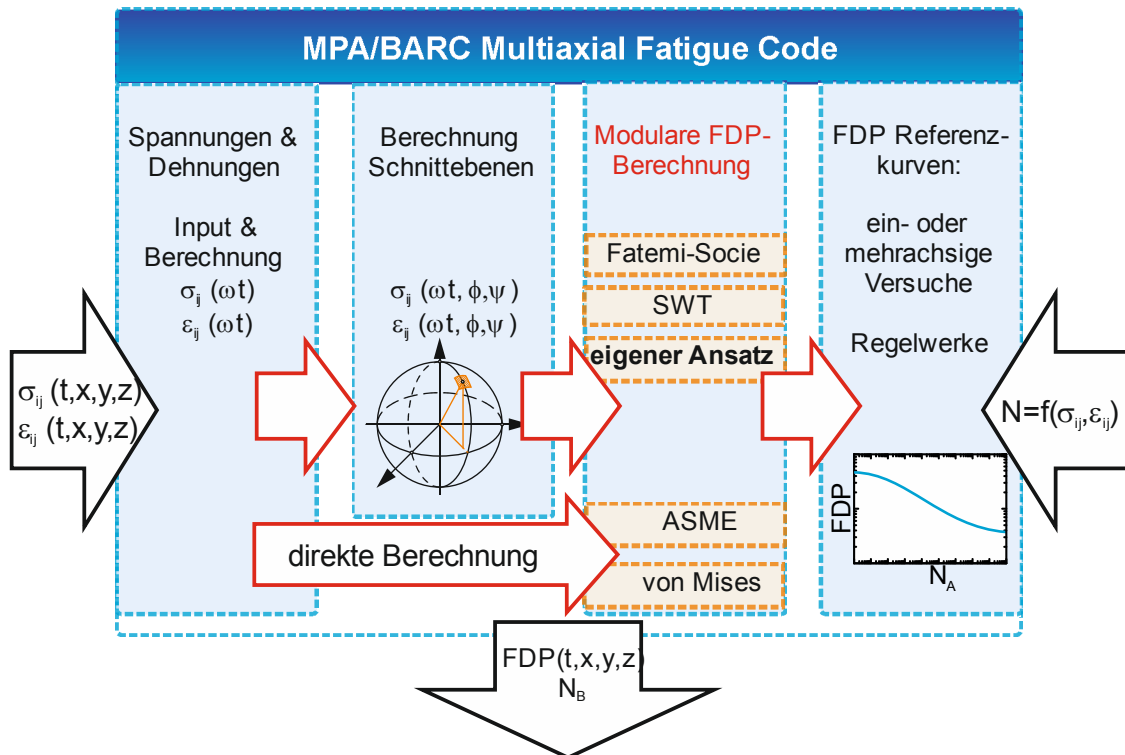 MPA/BARC Multiaxial Fatigue Code
Spannungen &
Dehnungen
Input &
Berechnung
σij (ωt)
εij (ωt)
Berechnung
Schnittebenen
σij (ωt, ϕ,ψ)
εij (ωt, ϕ,ψ)
Modulare FDP-
Berechnung
Fatemi-Socie
SWT
eigener Ansatz
ASME
von Mises
FDP Referenz-
kurven:
ein- oder
mehrachsige
Versuche
Regelwerke
FDP
NA
σij (t,x,y,z)
εij (t,x,y,z)
N=f(σij,εij)
direkte Berechnung
FDP(t,x,y,z)
NB